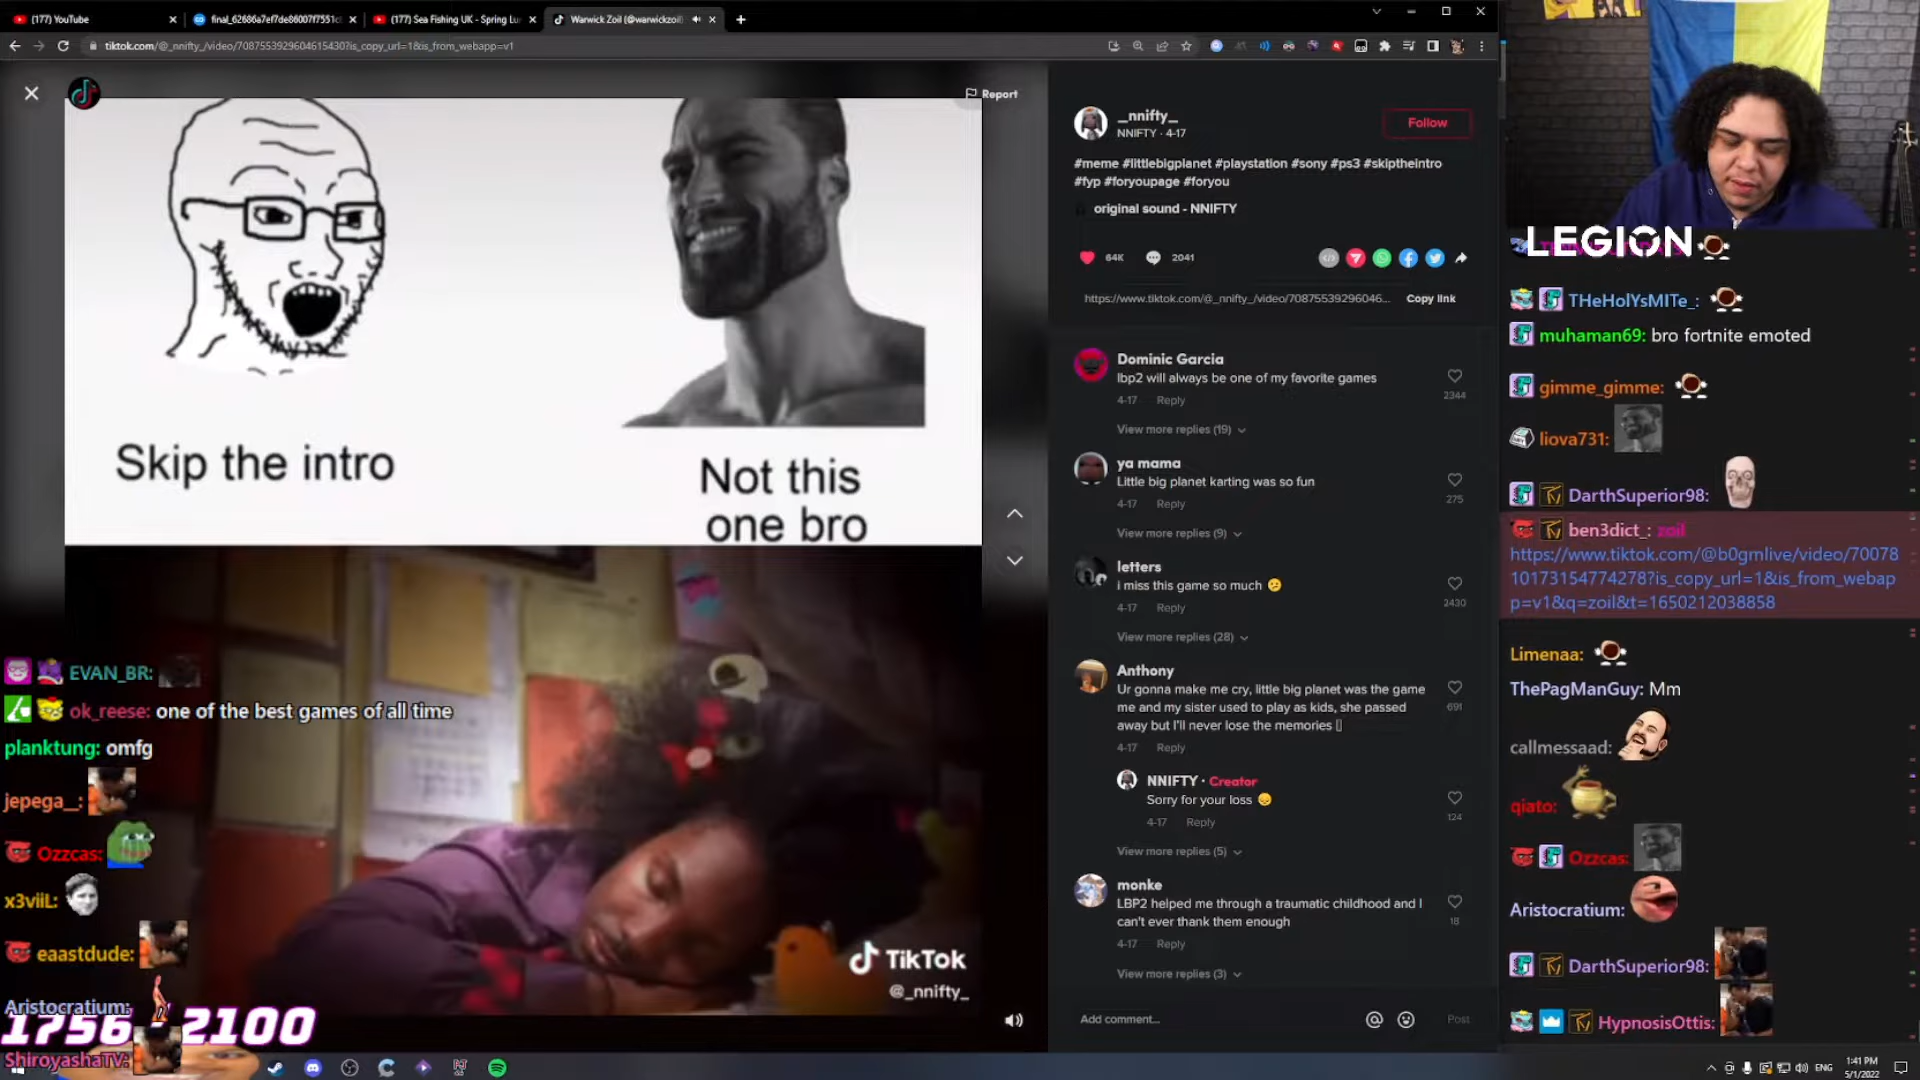 (177) YouTube
final_62686a7ef7de86007f7551c
(177) Sea Fishing UK - Spring Lu
Warwick Zoil (@warwickzoil)
tiktok.com/@_nnifty_/video/7087553929604615430?is_copy_url=1&is_from_webapp=v1
Report
Skip the intro
Not this
one bro
TikTok
@_nnifty_
EVAN_BR:
ok_reese: one of the best games of all time
planktung: omfg
jepega__:
Ozzcas:
x3viiL:
eaastdude:
Aristocratium:
1756 - 2100
ShiroyashaTV:
_nnifty_
NNIFTY · 4-17
Follow
#meme #littlebigplanet #playstation #sony #ps3 #skiptheintro
#fyp #foryoupage #foryou
original sound - NNIFTY
64K
2041
https://www.tiktok.com/@_nnifty_/video/70875539296046...
Copy link
Dominic Garcia
lbp2 will always be one of my favorite games
2344
4-17 Reply
View more replies (19)
ya mama
Little big planet karting was so fun
275
4-17 Reply
View more replies (9)
letters
i miss this game so much 😕
2430
4-17 Reply
View more replies (28)
Anthony
Ur gonna make me cry, little big planet was the game
me and my sister used to play as kids, she passed
away but I'll never lose the memories
691
4-17 Reply
NNIFTY · Creator
Sorry for your loss 😔
124
4-17 Reply
View more replies (5)
monke
LBP2 helped me through a traumatic childhood and I
can't ever thank them enough
18
4-17 Reply
View more replies (3)
Add comment...
Post
LEGION
THeHolYsMITe_:
muhaman69: bro fortnite emoted
gimme_gimme:
liova731:
DarthSuperior98:
ben3dict_: zoil
https://www.tiktok.com/@b0gmlive/video/70078
10173154774278?is_copy_url=1&is_from_webap
p=v1&q=zoil&t=1650212038858
Limenaa:
ThePagManGuy: Mm
callmessaad:
qiato:
Ozzcas:
Aristocratium:
DarthSuperior98:
HypnosisOttis:
ENG
1:41 PM
5/1/2022